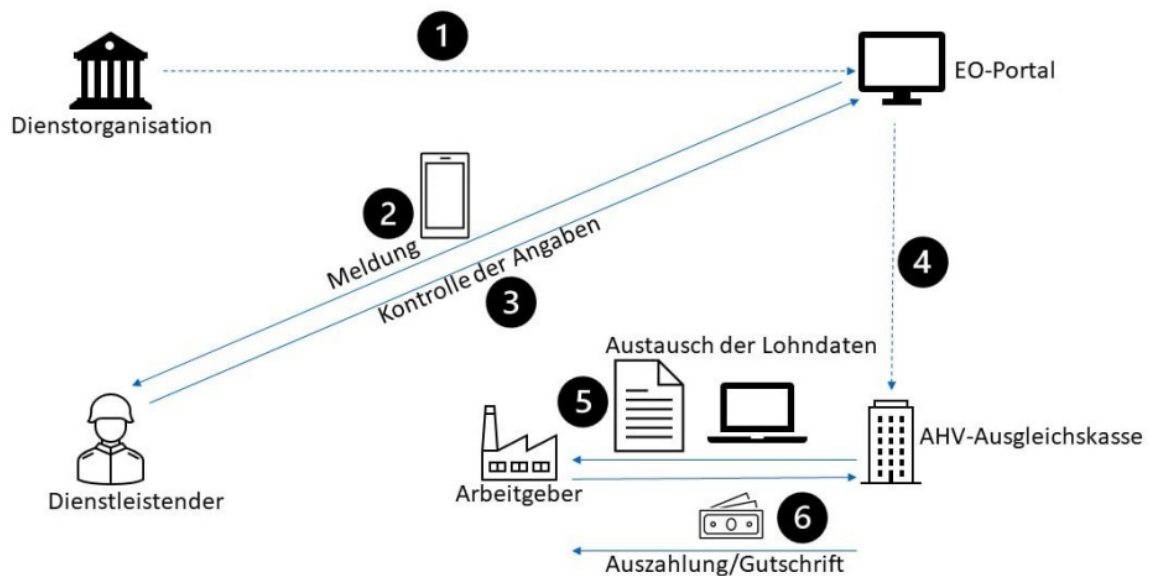 1
Dienstorganisation
EO-Portal
2
Meldung
Kontrolle der Angaben
3
4
Austausch der Lohndaten
5
Dienstleistender
Arbeitgeber
AHV-Ausgleichskasse
6
Auszahlung/Gutschrift